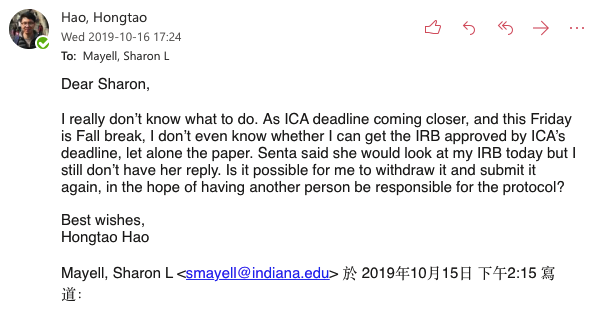 Hao, Hongtao
Wed 2019-10-16 17:24
To: Mayell, Sharon L
Dear Sharon,
I really don’t know what to do. As ICA deadline coming closer, and this Friday
is Fall break, I don’t even know whether I can get the IRB approved by ICA’s
deadline, let alone the paper. Senta said she would look at my IRB today but I
still don’t have her reply. Is it possible for me to withdraw it and submit it
again, in the hope of having another person be responsible for the protocol?
Best wishes,
Hongtao Hao
Mayell, Sharon L <smayell@indiana.edu> 於 2019年10月15日 下午2:15 寫
道：